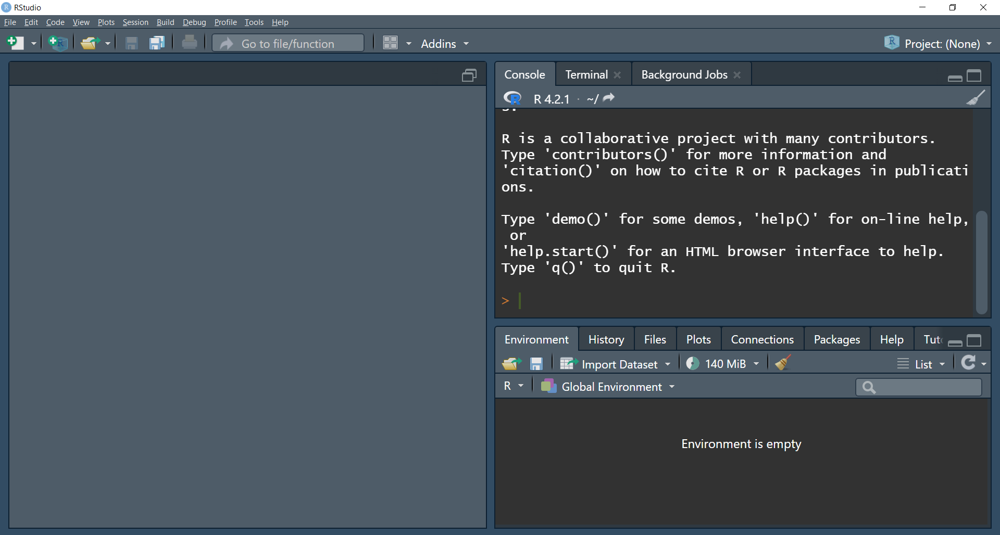 RStudio
File Edit Code View Plots Session Build Debug Profile Tools Help
Go to file/function Addins Project: (None)
Console Terminal Background Jobs
R 4.2.1 · ~/
R is a collaborative project with many contributors.
Type 'contributors()' for more information and
'citation()' on how to cite R or R packages in publicati
ons.
Type 'demo()' for some demos, 'help()' for on-line help,
or
'help.start()' for an HTML browser interface to help.
Type 'q()' to quit R.
>
Environment History Files Plots Connections Packages Help
Import Dataset 140 MiB List
R Global Environment
Environment is empty